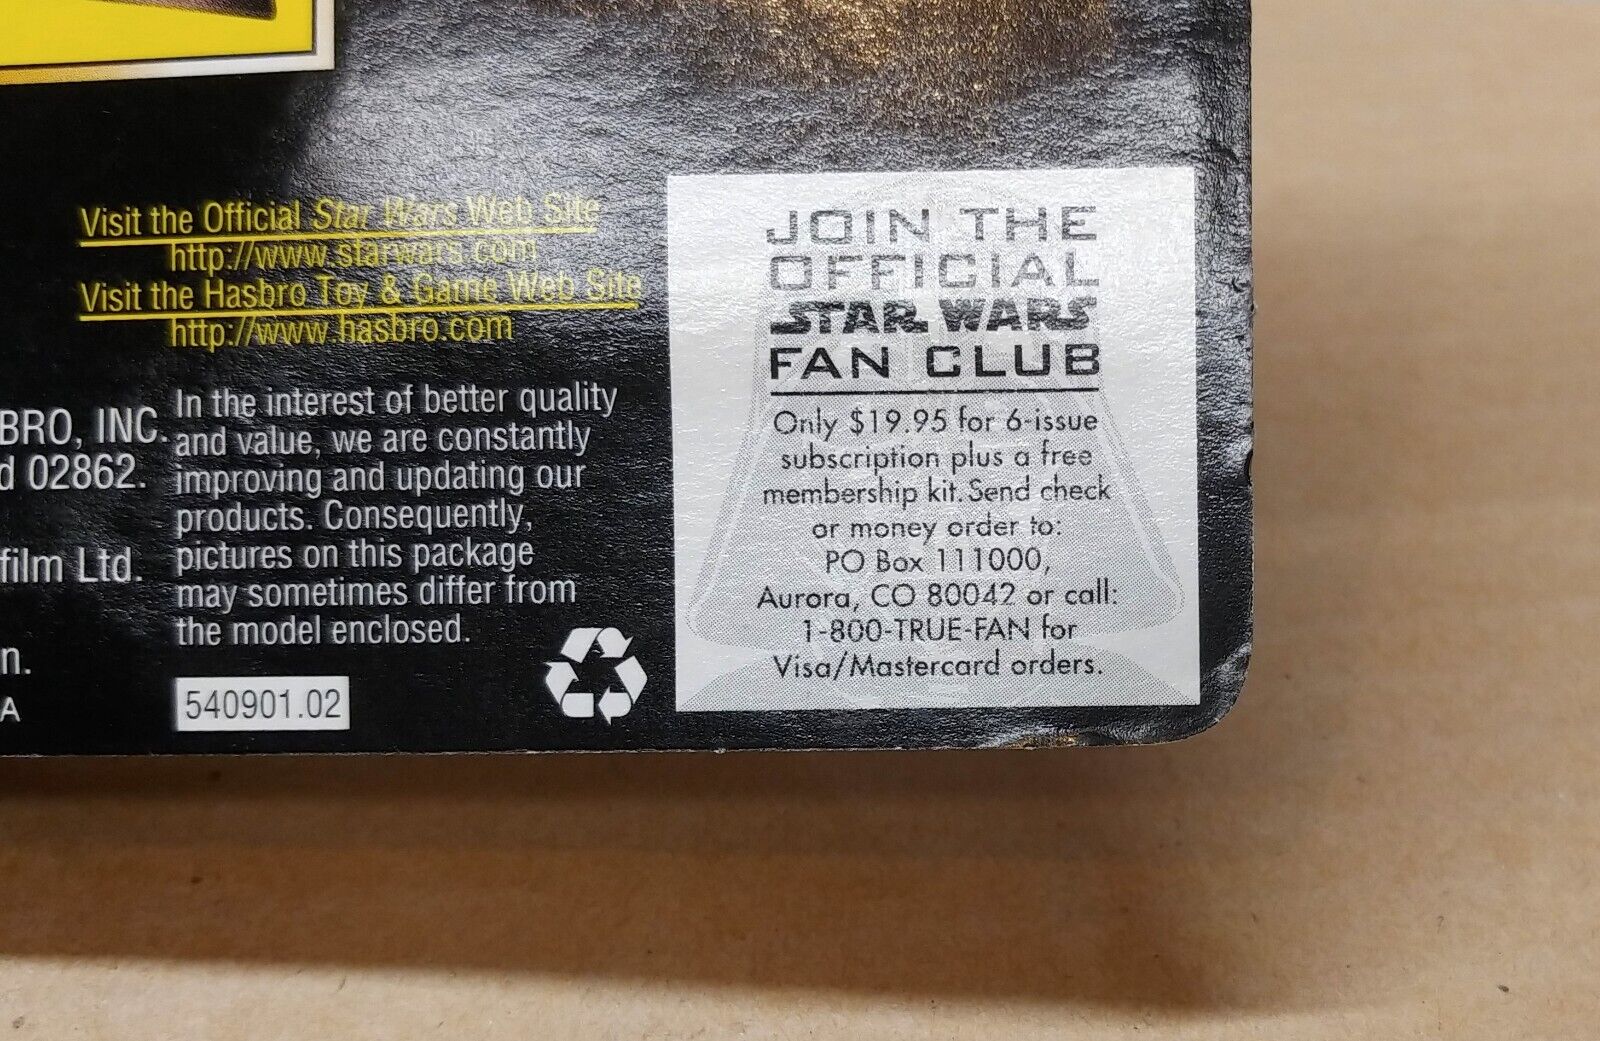 Visit the Official Star Wars Web Site
http://www.starwars.com
Visit the Hasbro Toy & Game Web Site
http://www.hasbro.com
BRO, INC.
d 02862.
film Ltd.
n.
A
In the interest of better quality
and value, we are constantly
improving and updating our
products. Consequently,
pictures on this package
may sometimes differ from
the model enclosed.
540901.02
JOIN THE
OFFICIAL
STAR WARS
FAN CLUB
Only $19.95 for 6-issue
subscription plus a free
membership kit. Send check
or money order to:
PO Box 111000,
Aurora, CO 80042 or call:
1-800-TRUE-FAN for
Visa/Mastercard orders.